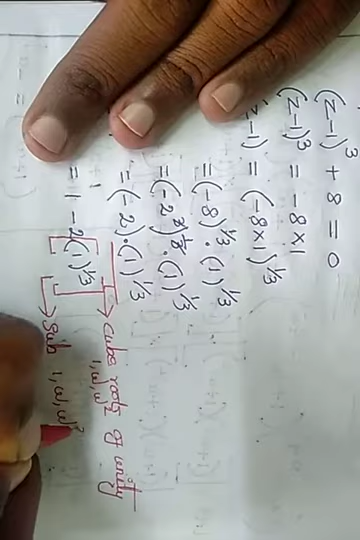 (z-1)³ + 8 = 0
(z-1)³ = -8×1
z-1) = (-8×1)^1/3
= (-8)^1/3 · (1)^1/3
= (-2³)^1/3 · (1)^1/3
= (-2) · (1)^1/3
= 1 - 2(1)^1/3
→ cube roots of unity
1, ω, ω²
→ Sub 1, ω, ω²